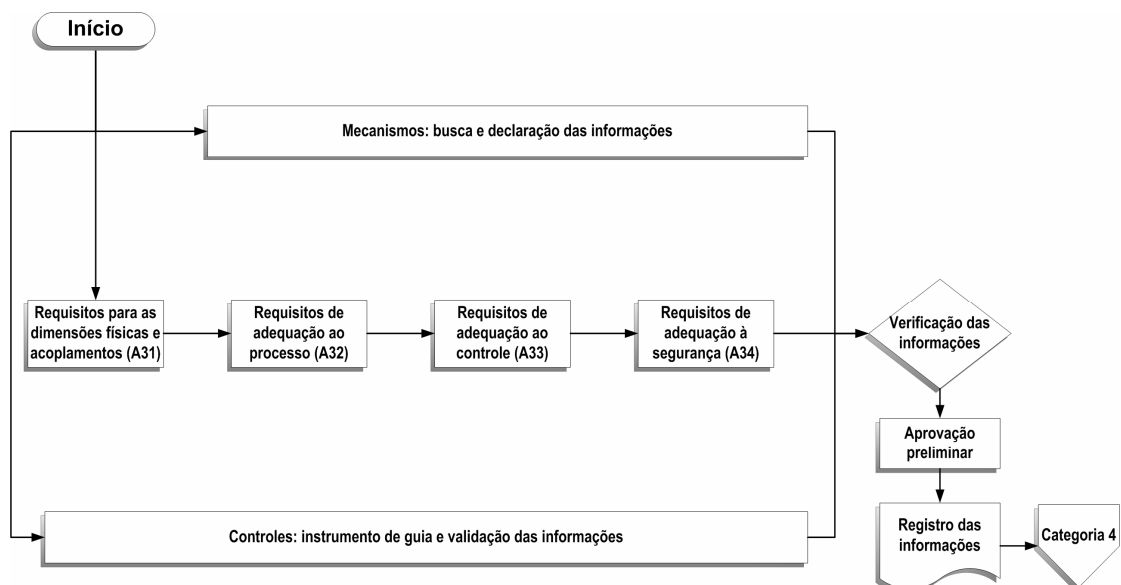 Início
Mecanismos: busca e declaração das informações
Requisitos para as
dimensões físicas e
acoplamentos (A31)
Requisitos de
adequação ao
processo (A32)
Requisitos de
adequação ao
controle (A33)
Requisitos de
adequação à
segurança (A34)
Verificação das
informações
Aprovação
preliminar
Controles: instrumento de guia e validação das informações
Registro das
informações
Categoria 4